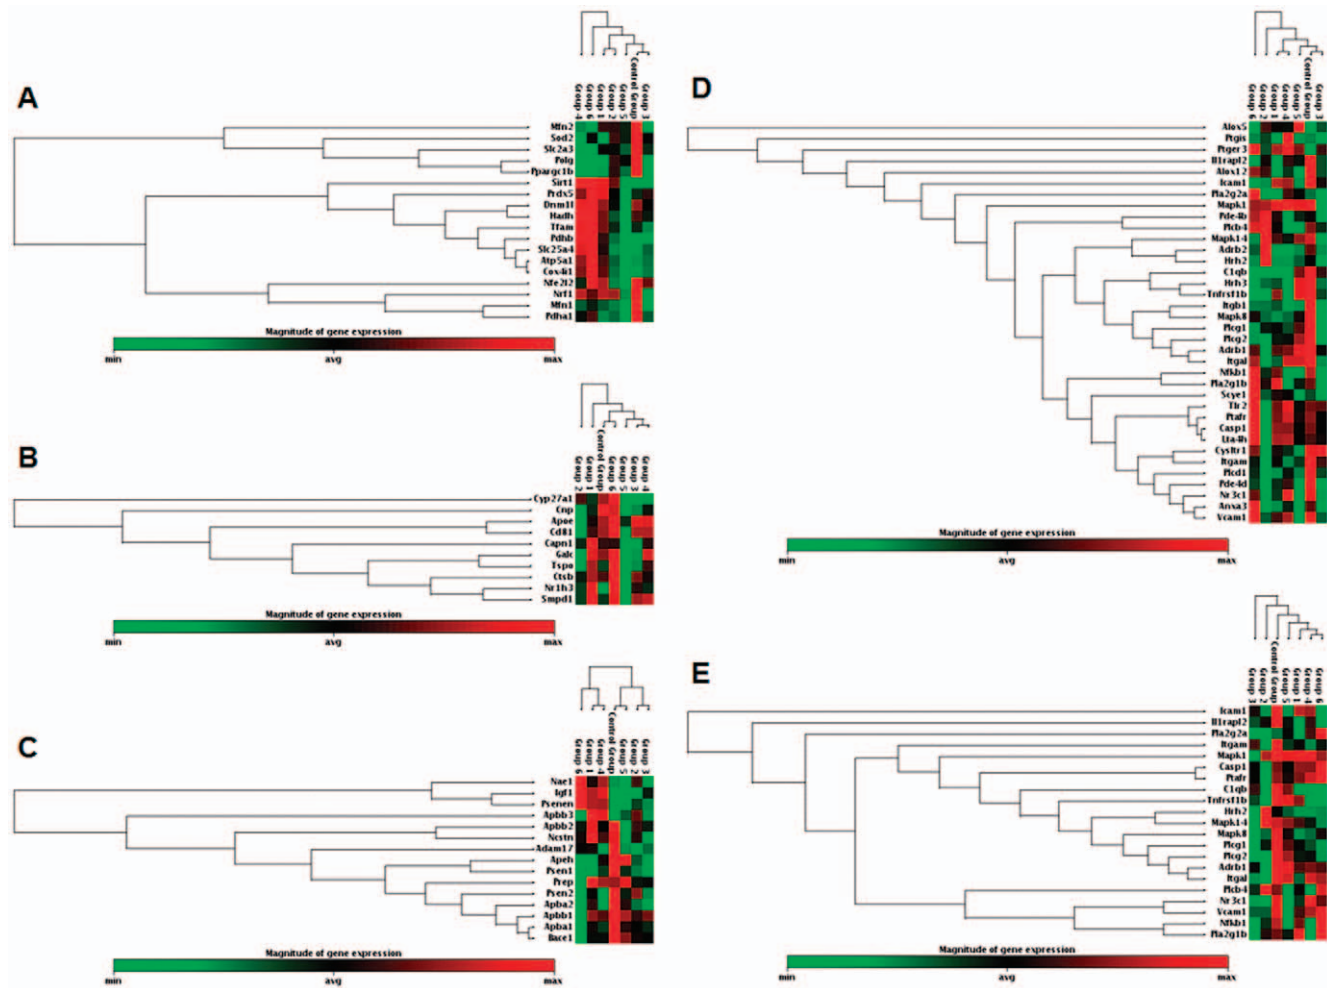 A
Group 4
Group 6
Group 1
Group 2
Group 5
Control Group
Group 3
Mfn2
Sod2
Slc2a3
Polg
Ppargc1b
Sirt1
Prdx5
Dnm1l
Hadh
Tfam
Pdhb
Slc25a4
Atp5a1
Cox4i1
Nfe2l2
Nrf1
Mfn1
Pdha1
Magnitude of gene expression
min avg max
B
Group 2
Group 1
Control Group
Group 6
Group 5
Group 3
Group 4
Cyp27a1
Cnp
Apoe
Cd81
Capn1
Galc
Tspo
Ctsb
Nr1h3
Smpd1
Magnitude of gene expression
min avg max
C
Group 6
Group 1
Group 4
Control Group
Group 5
Group 2
Group 3
Nae1
Igf1
Psenen
Apbb3
Apbb2
Ncstn
Adam17
Apeh
Psen1
Prep
Psen2
Apba2
Apbb1
Apba1
Bace1
Magnitude of gene expression
min avg max
D
Group 6
Group 2
Group 1
Group 4
Group 5
Control Group
Group 3
Alox5
Ptgis
Ptger3
Il1rapl2
Alox12
Icam1
Pla2g2a
Mapk1
Pde4b
Plcb4
Mapk14
Adrb2
Hrh2
C1qb
Hrh3
Tnfrsf1b
Itgb1
Mapk8
Plcg1
Plcg2
Adrb1
Itgal
Nfkb1
Pla2g1b
Scye1
Tlr2
Ptafr
Casp1
Lta4h
Cysltr1
Itgam
Plcd1
Pde4d
Nr3c1
Anxa3
Vcam1
Magnitude of gene expression
min avg max
E
Group 3
Group 2
Control Group
Group 5
Group 1
Group 4
Group 6
Icam1
Il1rapl2
Pla2g2a
Itgam
Mapk1
Casp1
Ptafr
C1qb
Tnfrsf1b
Hrh2
Mapk14
Mapk8
Plcg1
Plcg2
Adrb1
Itgal
Plcb4
Nr3c1
Vcam1
Nfkb1
Pla2g1b
Magnitude of gene expression
min avg max